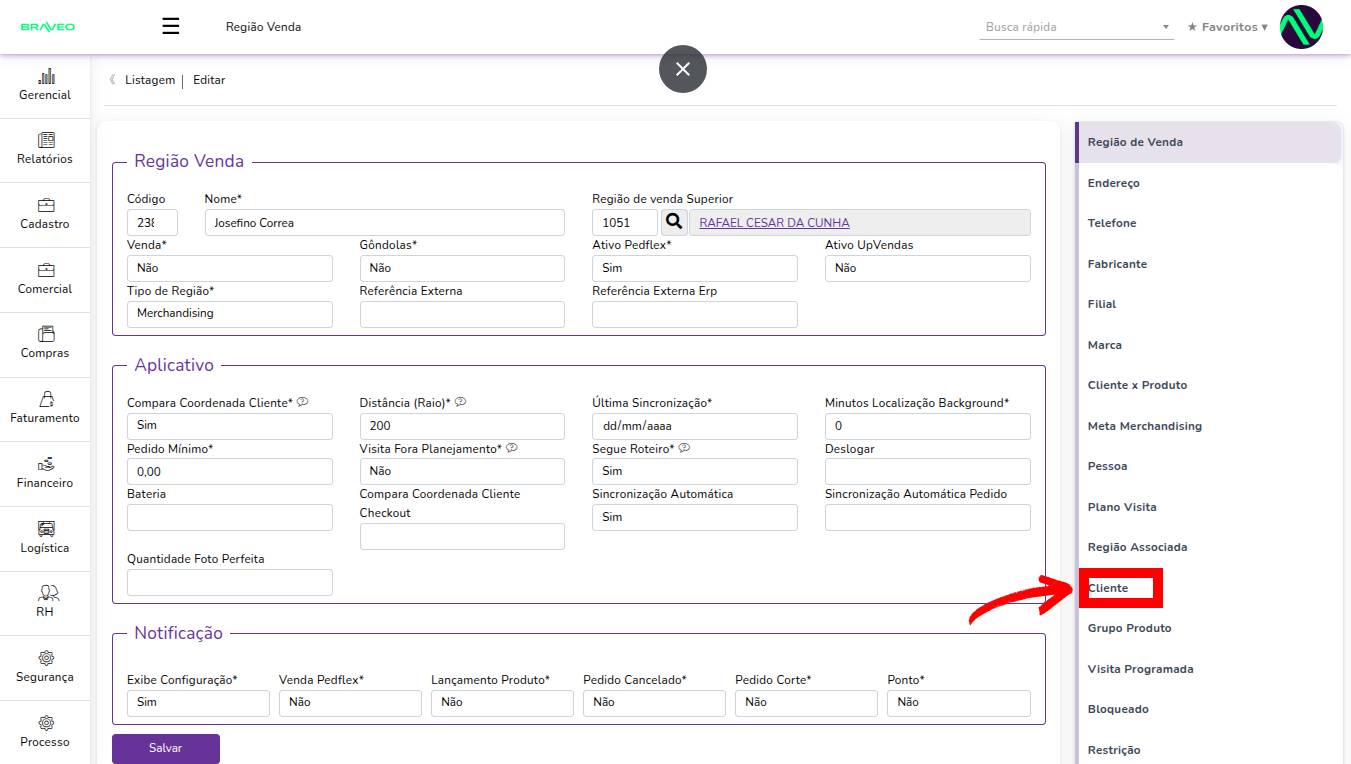 BRAVEO
☰
Região Venda
Busca rápida
★ Favoritos ▾
Listagem | Editar
Gerencial
Relatórios
Cadastro
Comercial
Compras
Faturamento
Financeiro
Logística
RH
Segurança
Processo
Região Venda
Código Nome* Região de venda Superior
238 Josefino Correa 1051 RAFAEL CESAR DA CUNHA
Venda* Gôndolas* Ativo Pedflex* Ativo UpVendas
Não Não Sim Não
Tipo de Região* Referência Externa Referência Externa Erp
Merchandising
Aplicativo
Compara Coordenada Cliente* Distância (Raio)* Última Sincronização* Minutos Localização Background*
Sim 200 dd/mm/aaaa 0
Pedido Mínimo* Visita Fora Planejamento* Segue Roteiro* Deslogar
0,00 Não Sim
Bateria Compara Coordenada Cliente Checkout Sincronização Automática Sincronização Automática Pedido
Sim
Quantidade Foto Perfeita
Notificação
Exibe Configuração* Venda Pedflex* Lançamento Produto* Pedido Cancelado* Pedido Corte* Ponto*
Sim Não Não Não Não Não
Salvar
Região de Venda
Endereço
Telefone
Fabricante
Filial
Marca
Cliente x Produto
Meta Merchandising
Pessoa
Plano Visita
Região Associada
Cliente
Grupo Produto
Visita Programada
Bloqueado
Restrição